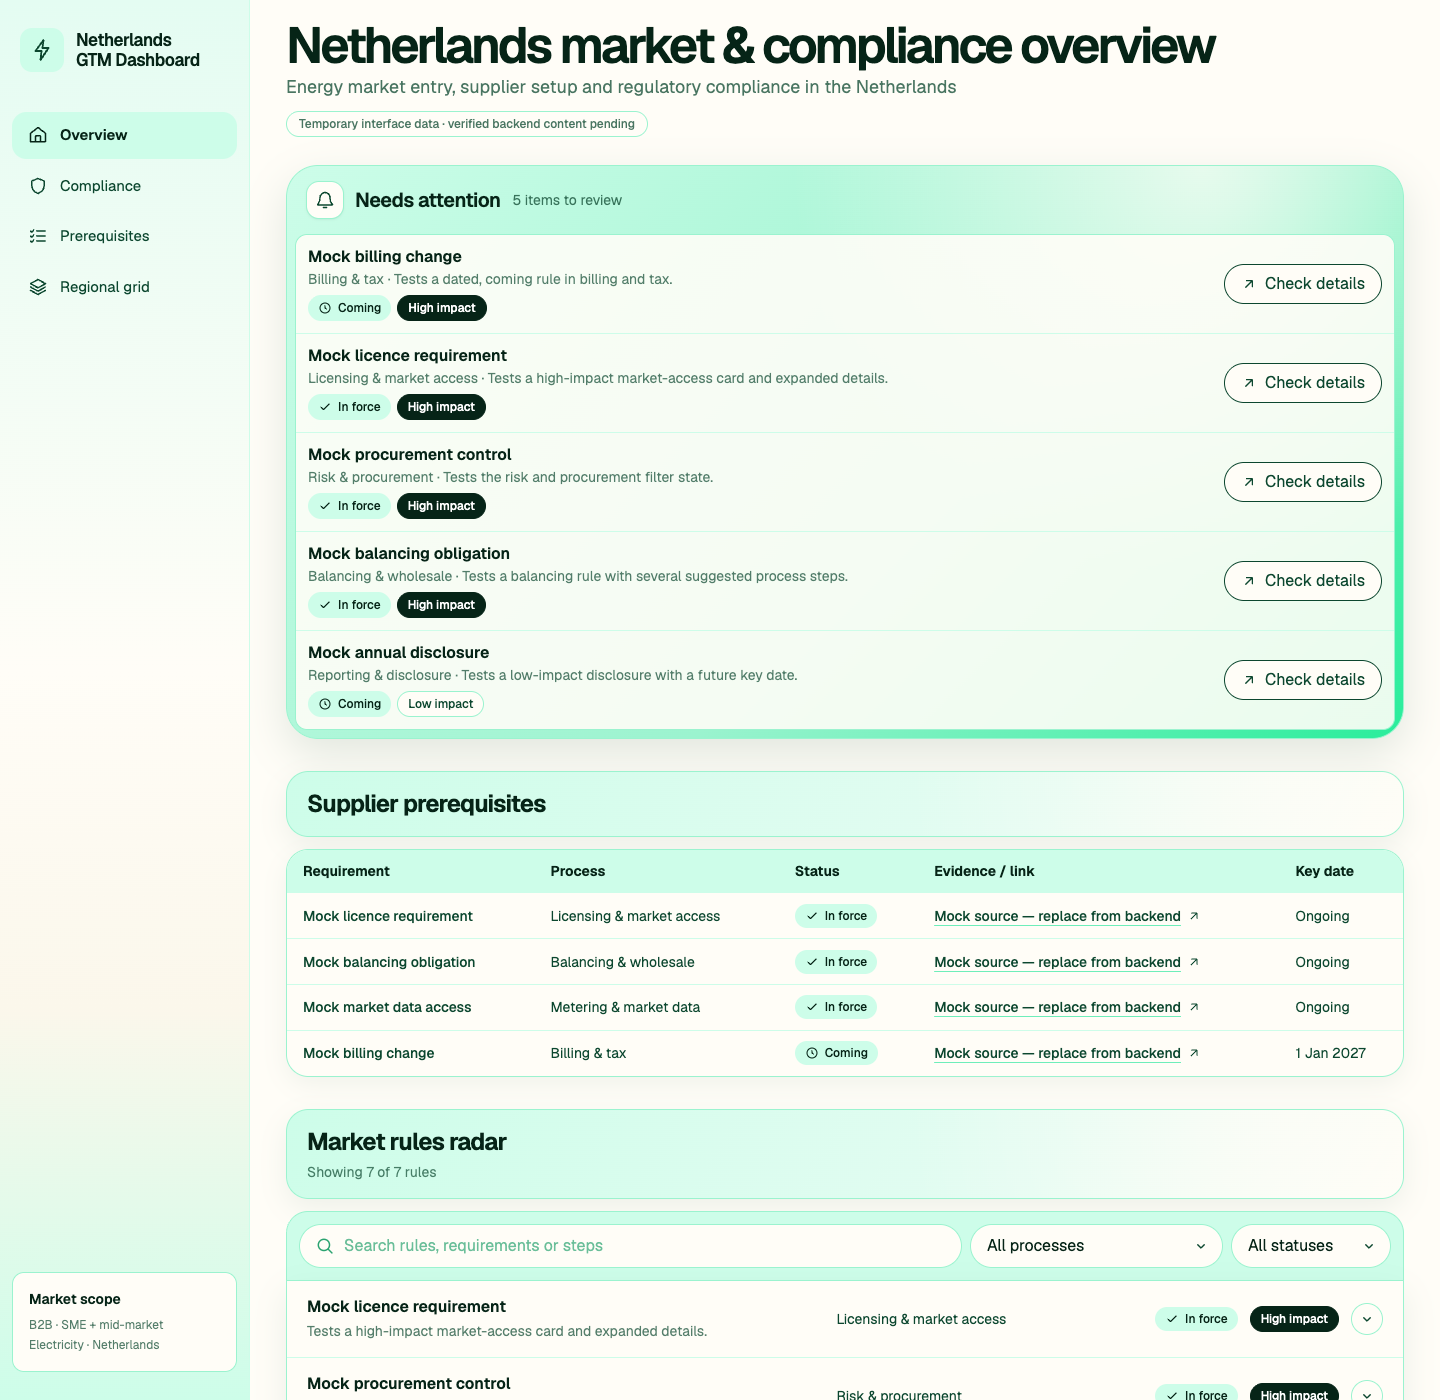 Netherlands
GTM Dashboard
Overview
Compliance
Prerequisites
Regional grid
Market scope
B2B · SME + mid-market
Electricity · Netherlands
Netherlands market & compliance overview
Energy market entry, supplier setup and regulatory compliance in the Netherlands
Temporary interface data · verified backend content pending
Needs attention 5 items to review
Mock billing change
Billing & tax · Tests a dated, coming rule in billing and tax.
Coming High impact
Check details
Mock licence requirement
Licensing & market access · Tests a high-impact market-access card and expanded details.
In force High impact
Check details
Mock procurement control
Risk & procurement · Tests the risk and procurement filter state.
In force High impact
Check details
Mock balancing obligation
Balancing & wholesale · Tests a balancing rule with several suggested process steps.
In force High impact
Check details
Mock annual disclosure
Reporting & disclosure · Tests a low-impact disclosure with a future key date.
Coming Low impact
Check details
Supplier prerequisites
Requirement Process Status Evidence / link Key date
Mock licence requirement Licensing & market access In force Mock source — replace from backend Ongoing
Mock balancing obligation Balancing & wholesale In force Mock source — replace from backend Ongoing
Mock market data access Metering & market data In force Mock source — replace from backend Ongoing
Mock billing change Billing & tax Coming Mock source — replace from backend 1 Jan 2027
Market rules radar
Showing 7 of 7 rules
Search rules, requirements or steps All processes All statuses
Mock licence requirement
Tests a high-impact market-access card and expanded details.
Licensing & market access In force High impact
Mock procurement control
Risk & procurement In force High impact